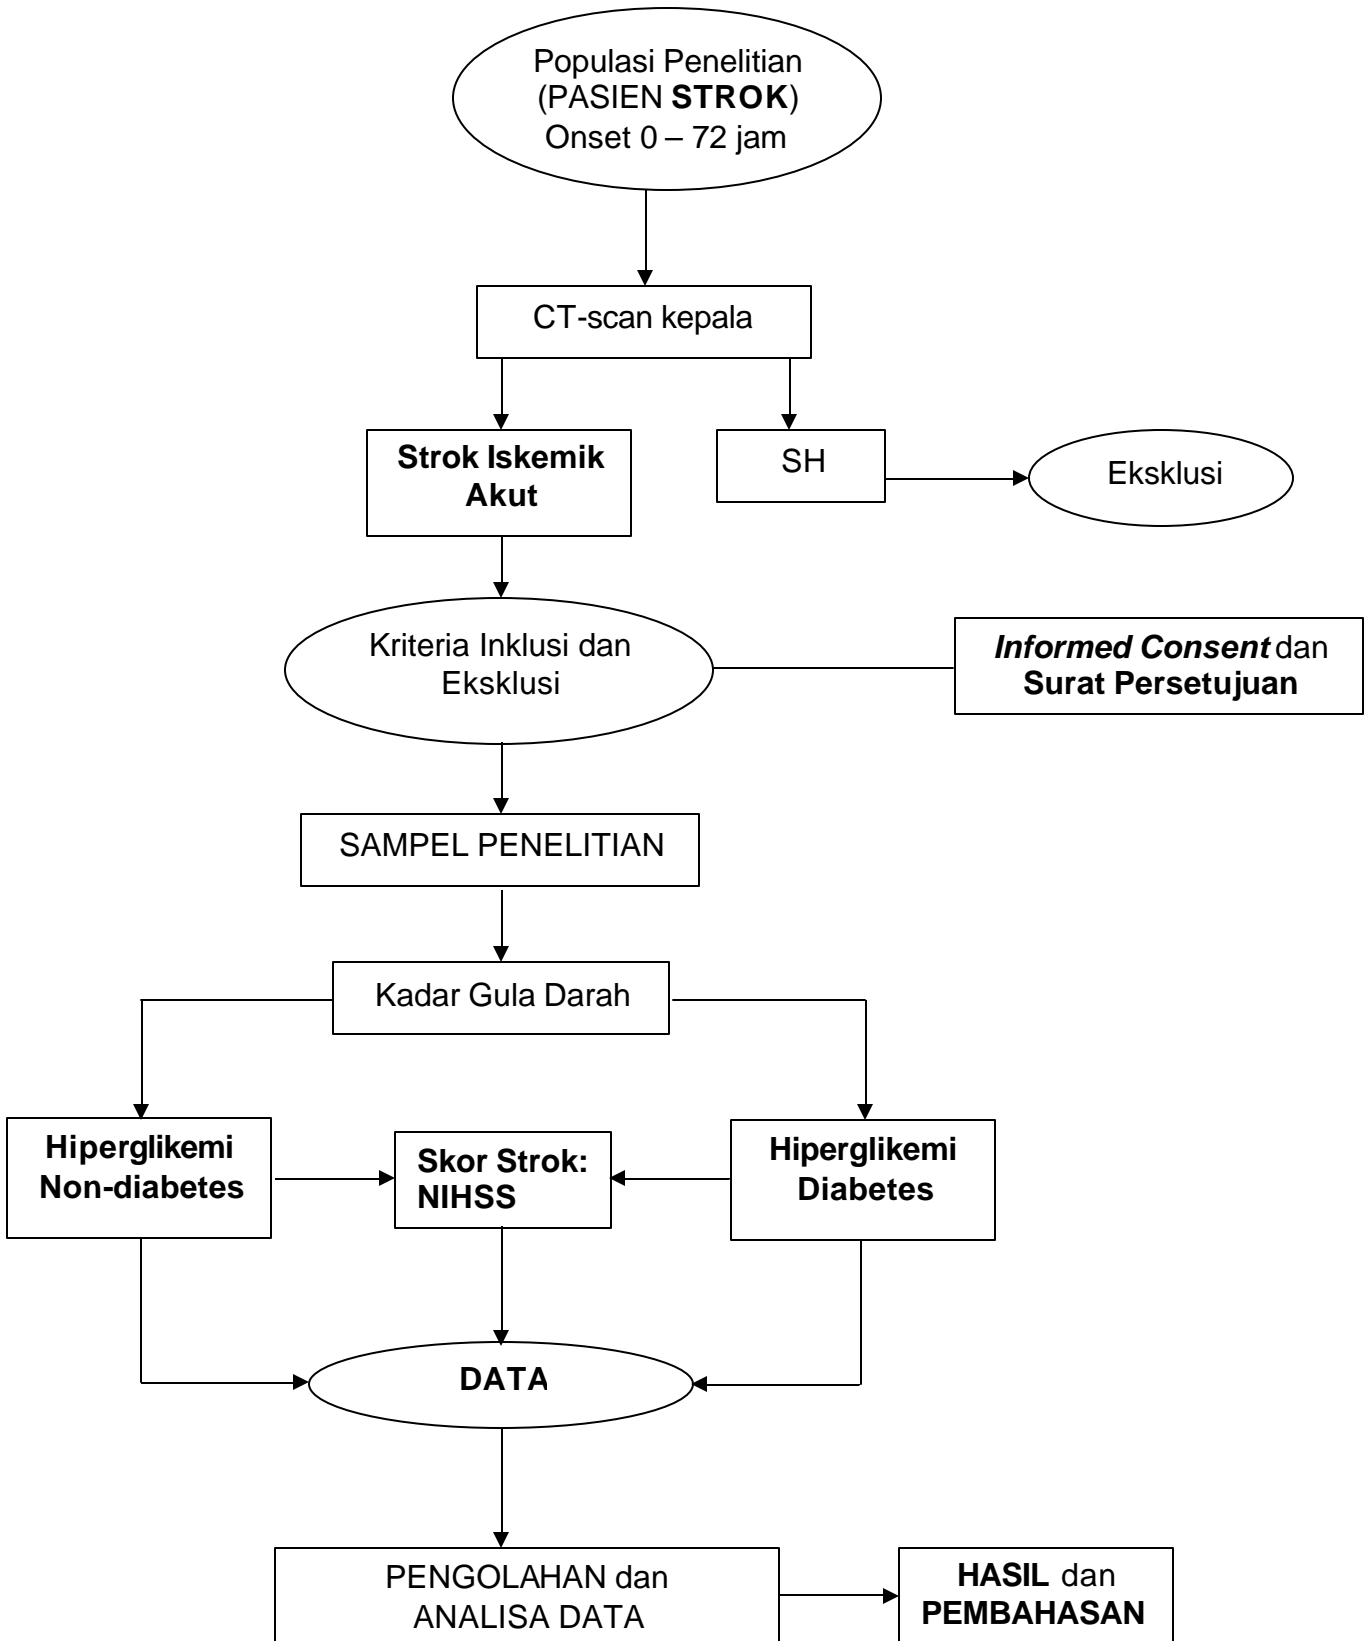 Populasi Penelitian
(PASIEN STROK)
Onset 0 – 72 jam
CT-scan kepala
Strok Iskemik
Akut
SH
Eksklusi
Kriteria Inklusi dan
Eksklusi
Informed Consent dan
Surat Persetujuan
SAMPEL PENELITIAN
Kadar Gula Darah
Hiperglikemi
Non-diabetes
Skor Strok:
NIHSS
Hiperglikemi
Diabetes
DATA
PENGOLAHAN dan
ANALISA DATA
HASIL dan
PEMBAHASAN